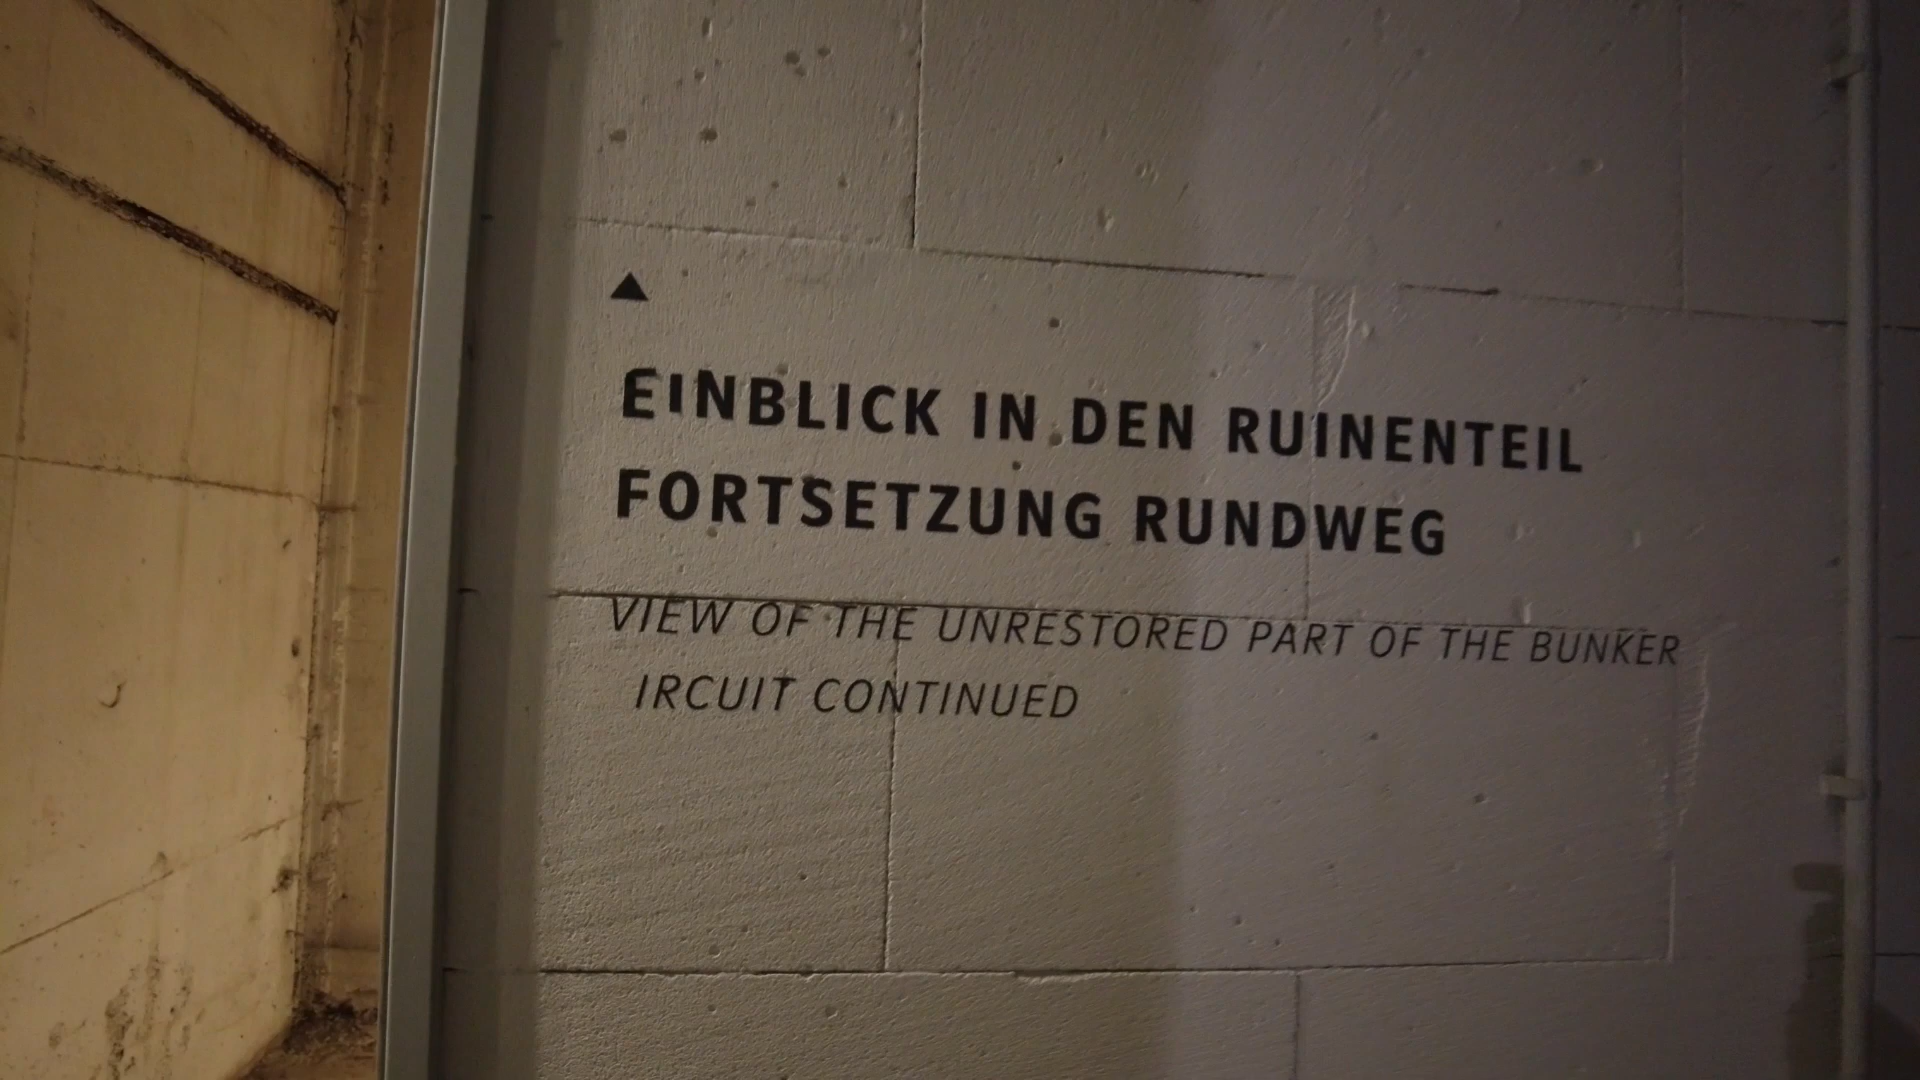 EINBLICK IN DEN RUINENTEIL
FORTSETZUNG RUNDWEG
VIEW OF THE UNRESTORED PART OF THE BUNKER
IRCUIT CONTINUED